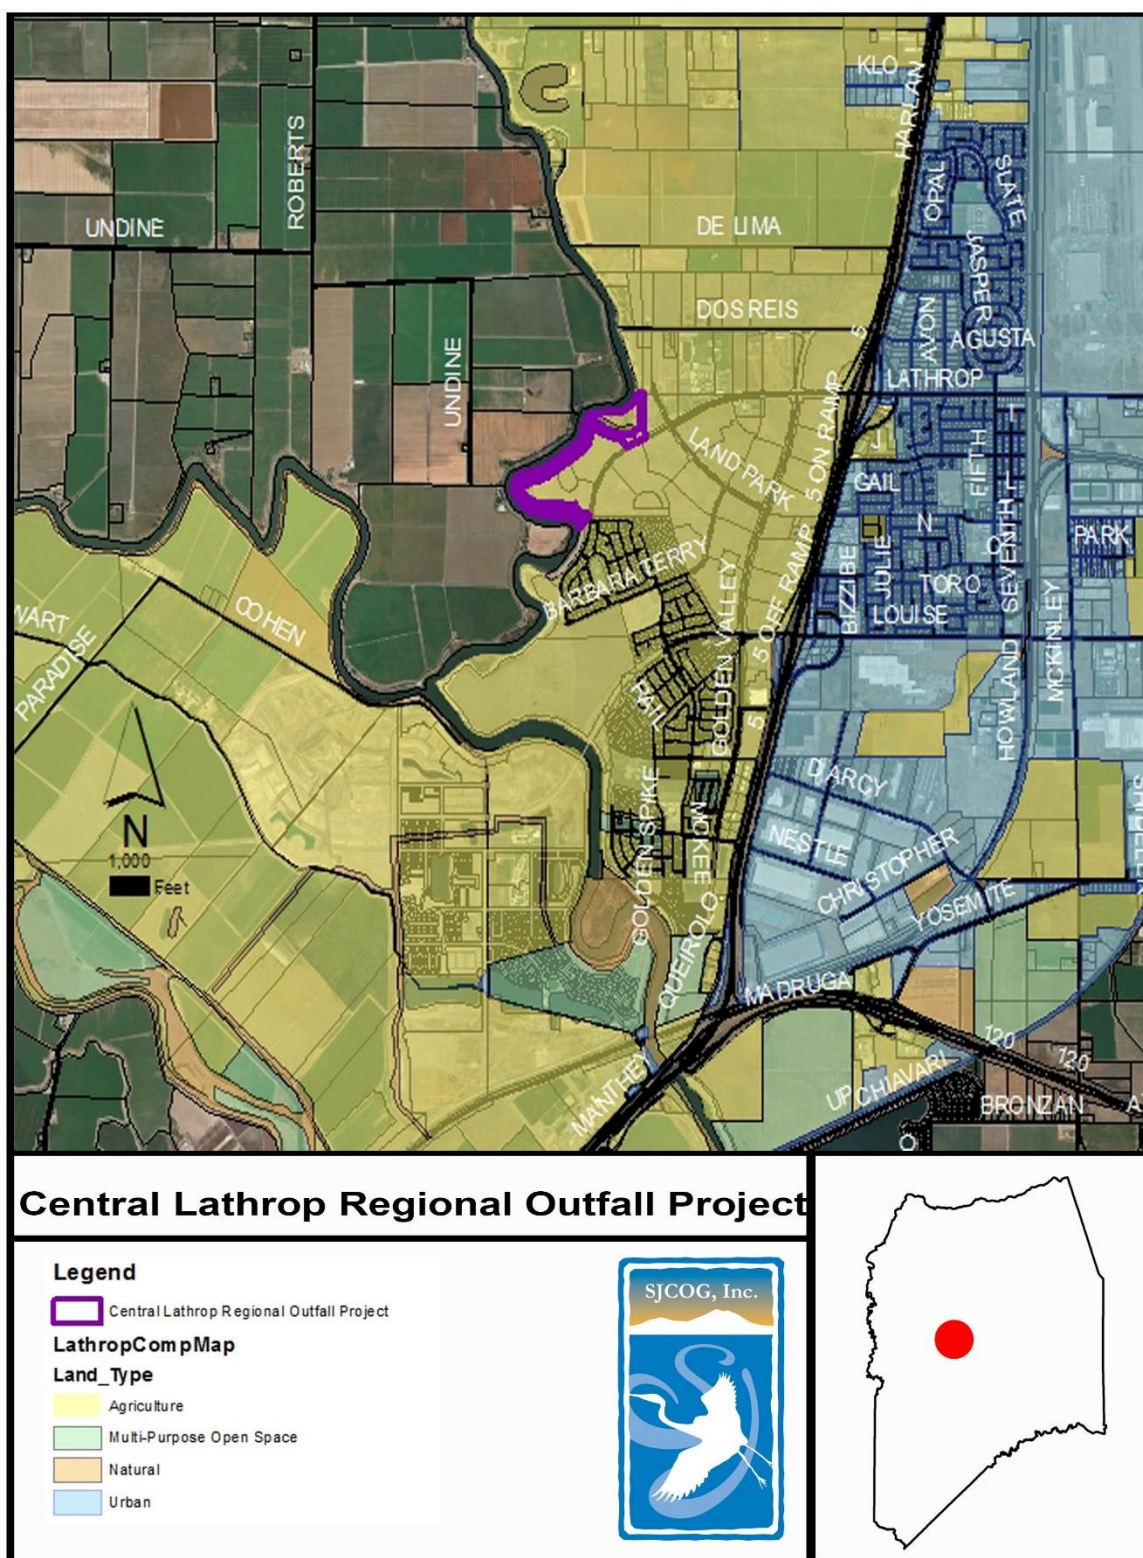 KLO
HARLAN
ROBERTS
OPAL
SLATE
UNDINE
DE LIMA
JASPER
DOS REIS
UNDINE
AVON
AGUSTA
5
LATHROP
5 ON RAMP
LAND PARK
J
FIFTH
GAIL
N
PARK
BARBARA TERRY
5 OFF RAMP
BIZZIBE
JULIE
TORO
O
SEVENTH
COHEN
LOUISE
PARADISE
GOLDEN VALLEY
HOWLAND
MCKINLEY
RAIL
5
D'ARCY
N
1,000
Feet
GOLDEN SPIKE
MCKEE
NESTLE
CHRISTOPHER
YOSEMITE
QUEIROLO
MADRUGA
MANTHEY
120
120
UP
CHIAVARI
BRONZAN
O
Central Lathrop Regional Outfall Project
Legend
Central Lathrop Regional Outfall Project
LathropCompMap
Land_Type
Agriculture
Multi-Purpose Open Space
Natural
Urban
SJCOG, Inc.